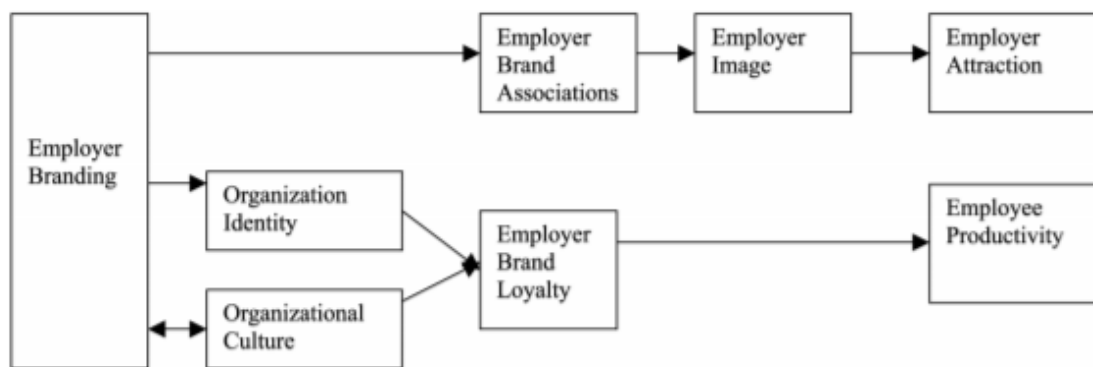 Employer
Branding
Employer
Brand
Associations
Employer
Image
Employer
Attraction
Organization
Identity
Organizational
Culture
Employer
Brand
Loyalty
Employee
Productivity